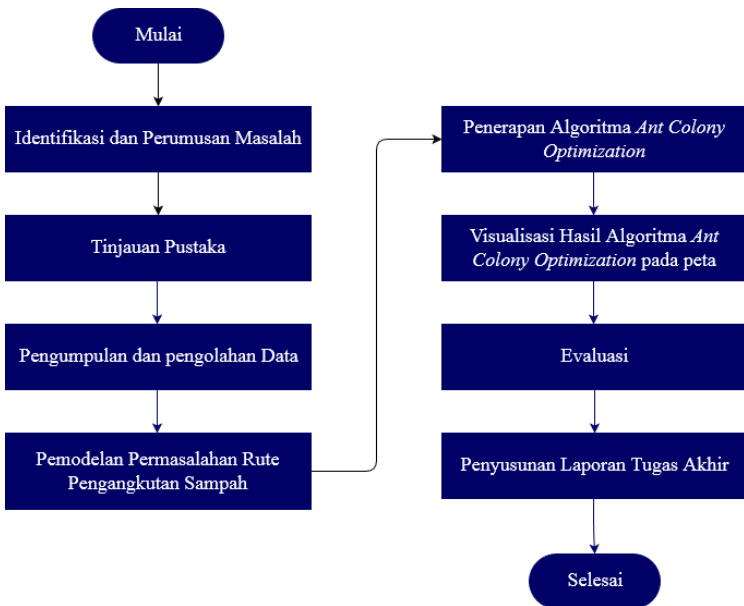 Mulai
Identifikasi dan Perumusan Masalah
Tinjauan Pustaka
Pengumpulan dan pengolahan Data
Pemodelan Permasalahan Rute
Pengangkutan Sampah
Penerapan Algoritma Ant Colony
Optimization
Visualisasi Hasil Algoritma Ant
Colony Optimization pada peta
Evaluasi
Penyusunan Laporan Tugas Akhir
Selesai